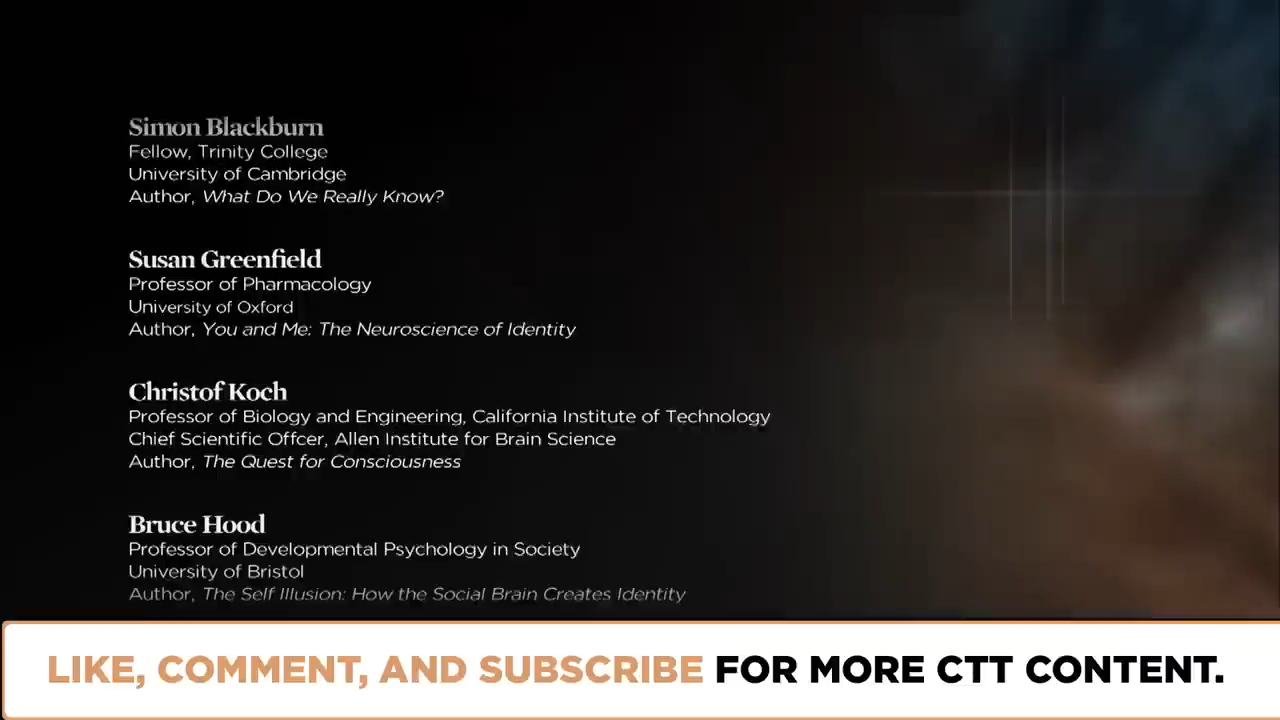 Simon Blackburn
Fellow, Trinity College
University of Cambridge
Author, What Do We Really Know?
Susan Greenfield
Professor of Pharmacology
University of Oxford
Author, You and Me: The Neuroscience of Identity
Christof Koch
Professor of Biology and Engineering, California Institute of Technology
Chief Scientific Offcer, Allen Institute for Brain Science
Author, The Quest for Consciousness
Bruce Hood
Professor of Developmental Psychology in Society
University of Bristol
Author, The Self Illusion: How the Social Brain Creates Identity
LIKE, COMMENT, AND SUBSCRIBE FOR MORE CTT CONTENT.